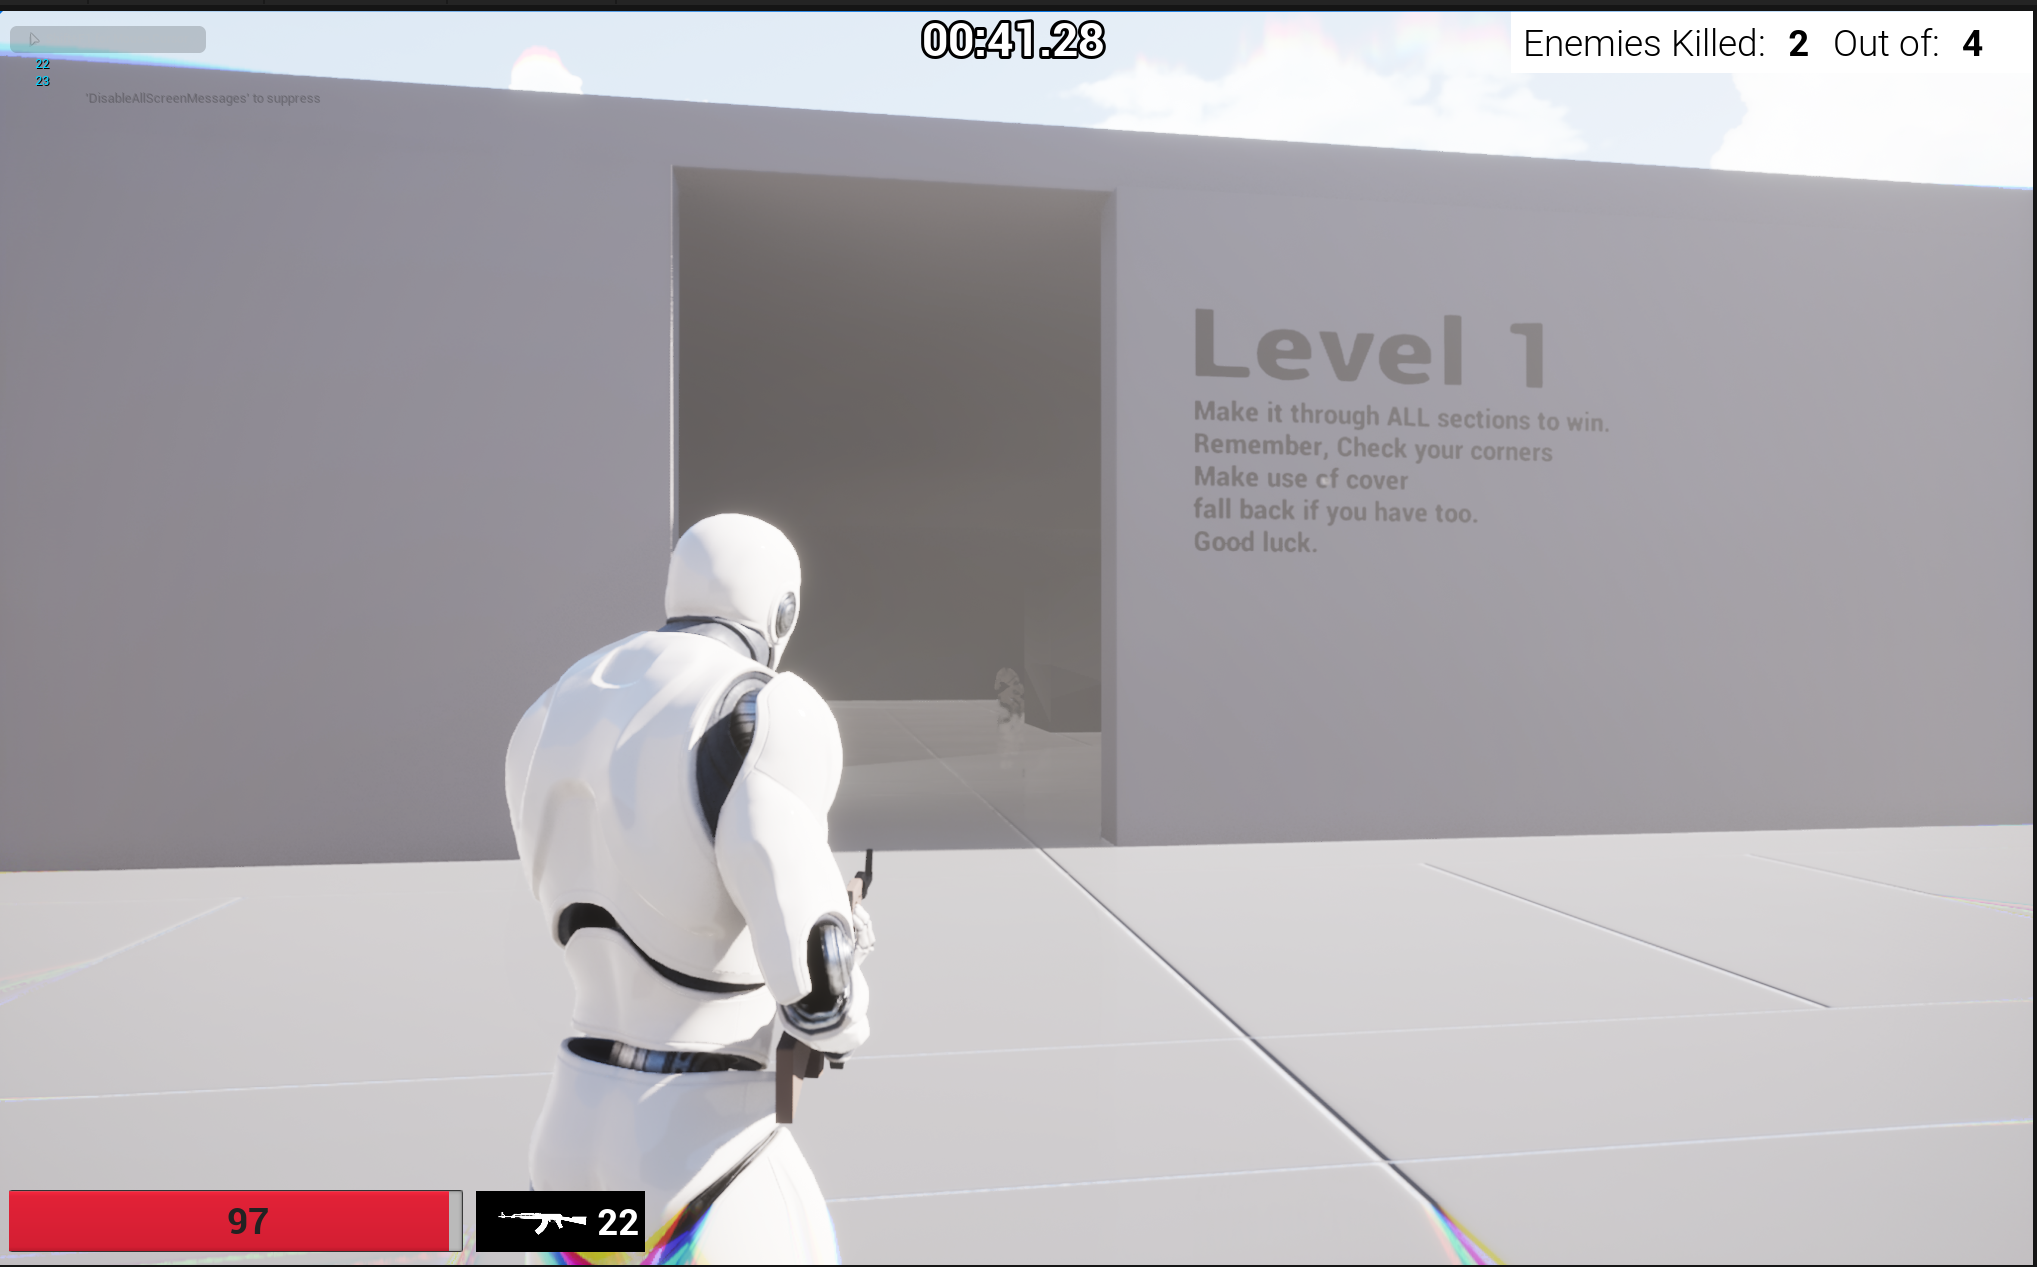 00:41.28
Enemies Killed: 2 Out of: 4
22
23
'DisableAllScreenMessages' to suppress
Level 1
Make it through ALL sections to win.
Remember, Check your corners
Make use of cover
fall back if you have too.
Good luck.
97
22